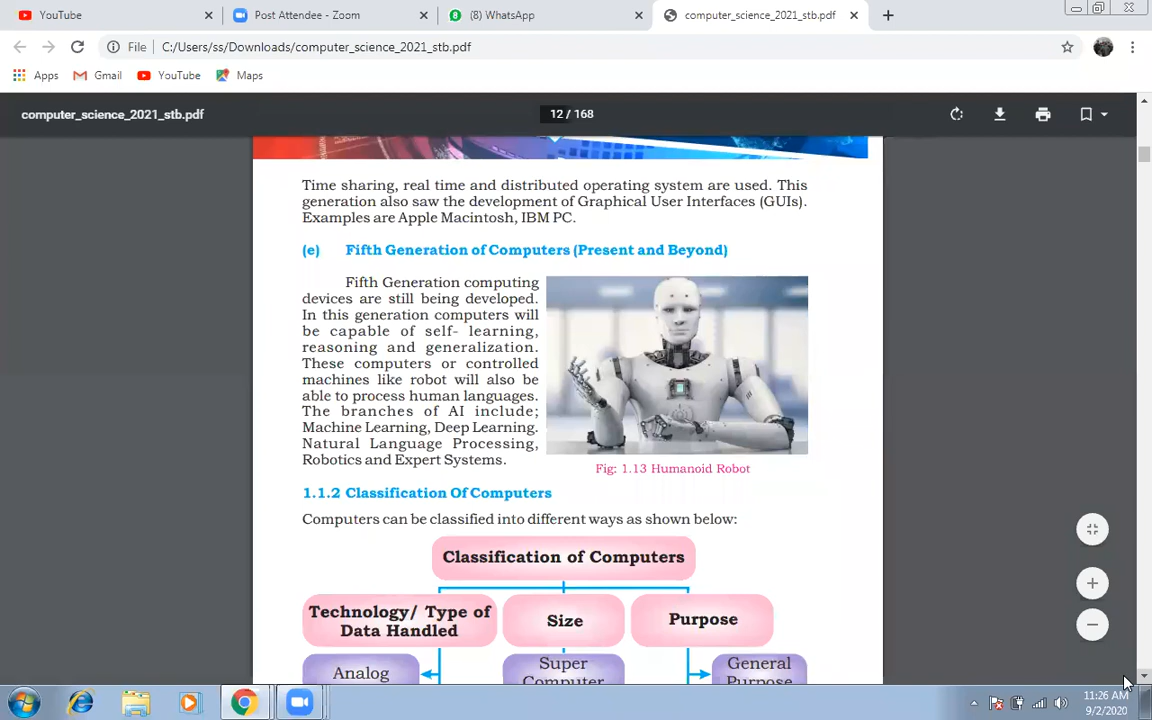 YouTube
Post Attendee - Zoom
(8) WhatsApp
computer_science_2021_stb.pdf
File
C:/Users/ss/Downloads/computer_science_2021_stb.pdf
Apps
Gmail
YouTube
Maps
computer_science_2021_stb.pdf
12 / 168
Time sharing, real time and distributed operating system are used. This
generation also saw the development of Graphical User Interfaces (GUIs).
Examples are Apple Macintosh, IBM PC.
(e) Fifth Generation of Computers (Present and Beyond)
Fifth Generation computing
devices are still being developed.
In this generation computers will
be capable of self- learning,
reasoning and generalization.
These computers or controlled
machines like robot will also be
able to process human languages.
The branches of AI include;
Machine Learning, Deep Learning.
Natural Language Processing,
Robotics and Expert Systems.
Fig: 1.13 Humanoid Robot
1.1.2 Classification Of Computers
Computers can be classified into different ways as shown below:
Classification of Computers
Technology/ Type of
Data Handled
Size
Purpose
Analog
Super
Computer
General
Purpose
11:26 AM
9/2/2020